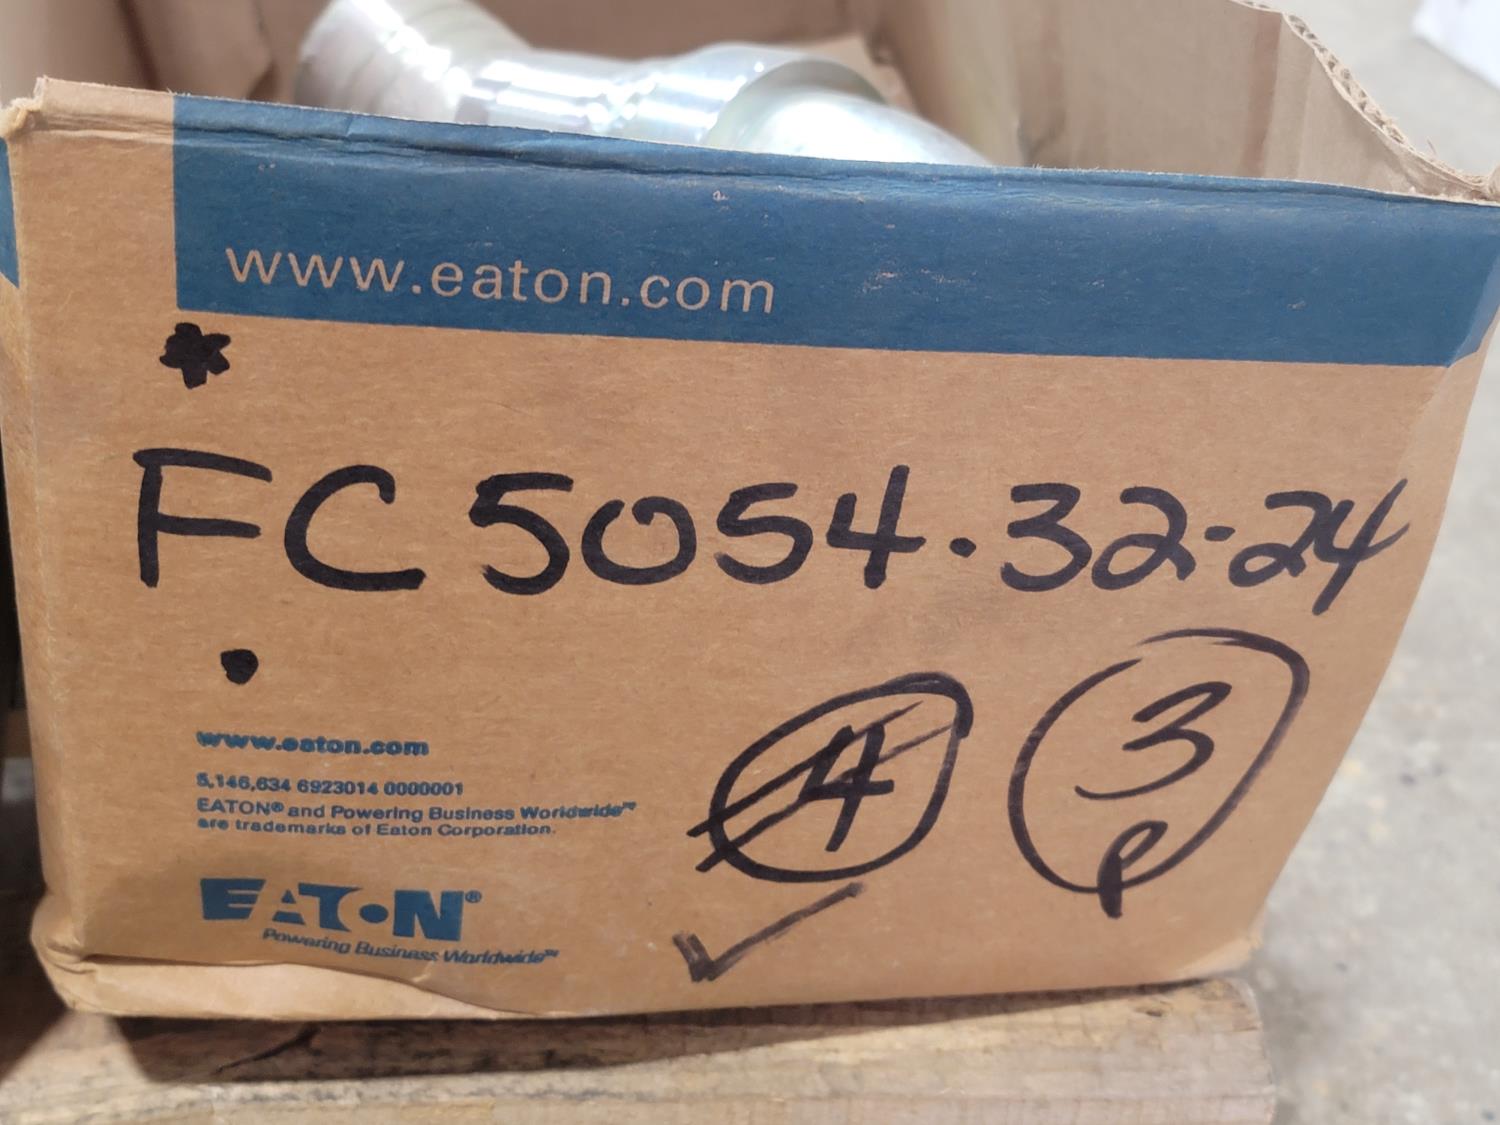 www.eaton.com
*
FC5054-32-24
www.eaton.com
5,146,634 6923014 0000001
EATON® and Powering Business Worldwide™
are trademarks of Eaton Corporation.
EATON®
Powering Business Worldwide™
4
3